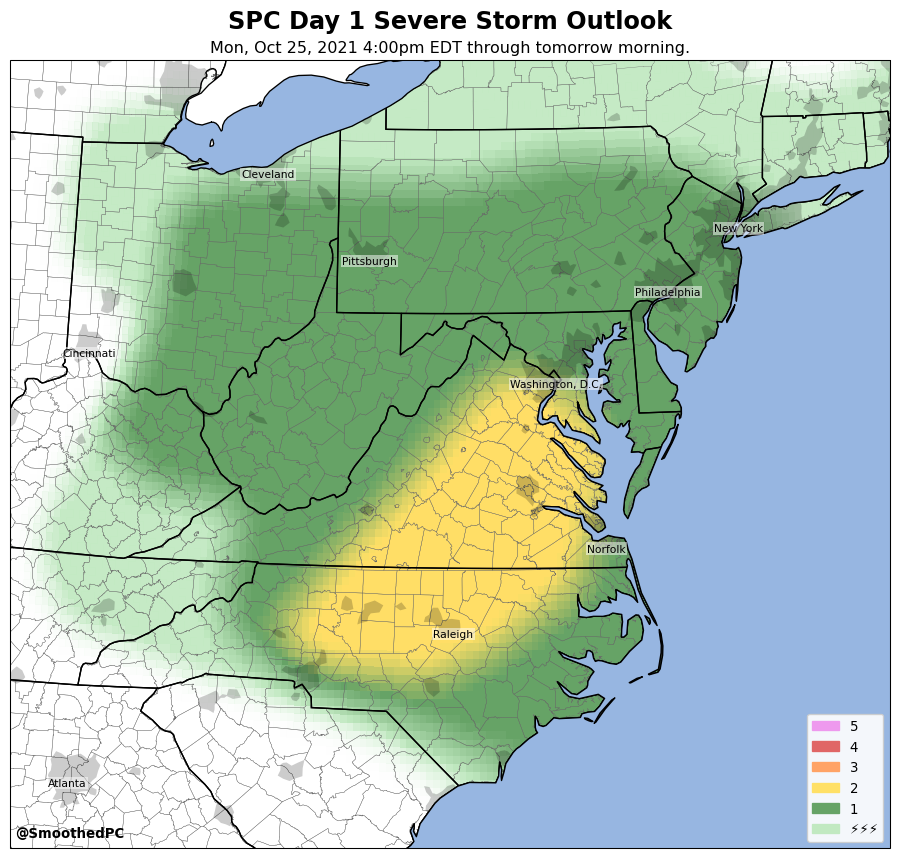 SPC Day 1 Severe Storm Outlook
Mon, Oct 25, 2021 4:00pm EDT through tomorrow morning.
Cleveland
New York
Pittsburgh
Philadelphia
Cincinnati
Washington, D.C.
Norfolk
Raleigh
Atlanta
5
4
3
2
1
⚡⚡⚡
@SmoothedPC